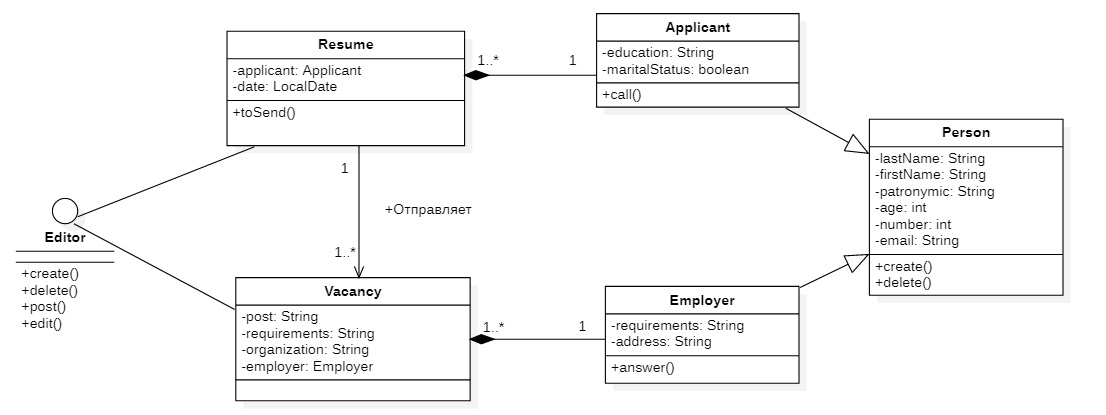 Resume
-applicant: Applicant
-date: LocalDate
+toSend()
1..*
1
Applicant
-education: String
-maritalStatus: boolean
+call()
Person
-lastName: String
-firstName: String
-patronymic: String
-age: int
-number: int
-email: String
+create()
+delete()
1
+Отправляет
1..*
Editor
+create()
+delete()
+post()
+edit()
Vacancy
-post: String
-requirements: String
-organization: String
-employer: Employer
1..*
1
Employer
-requirements: String
-address: String
+answer()